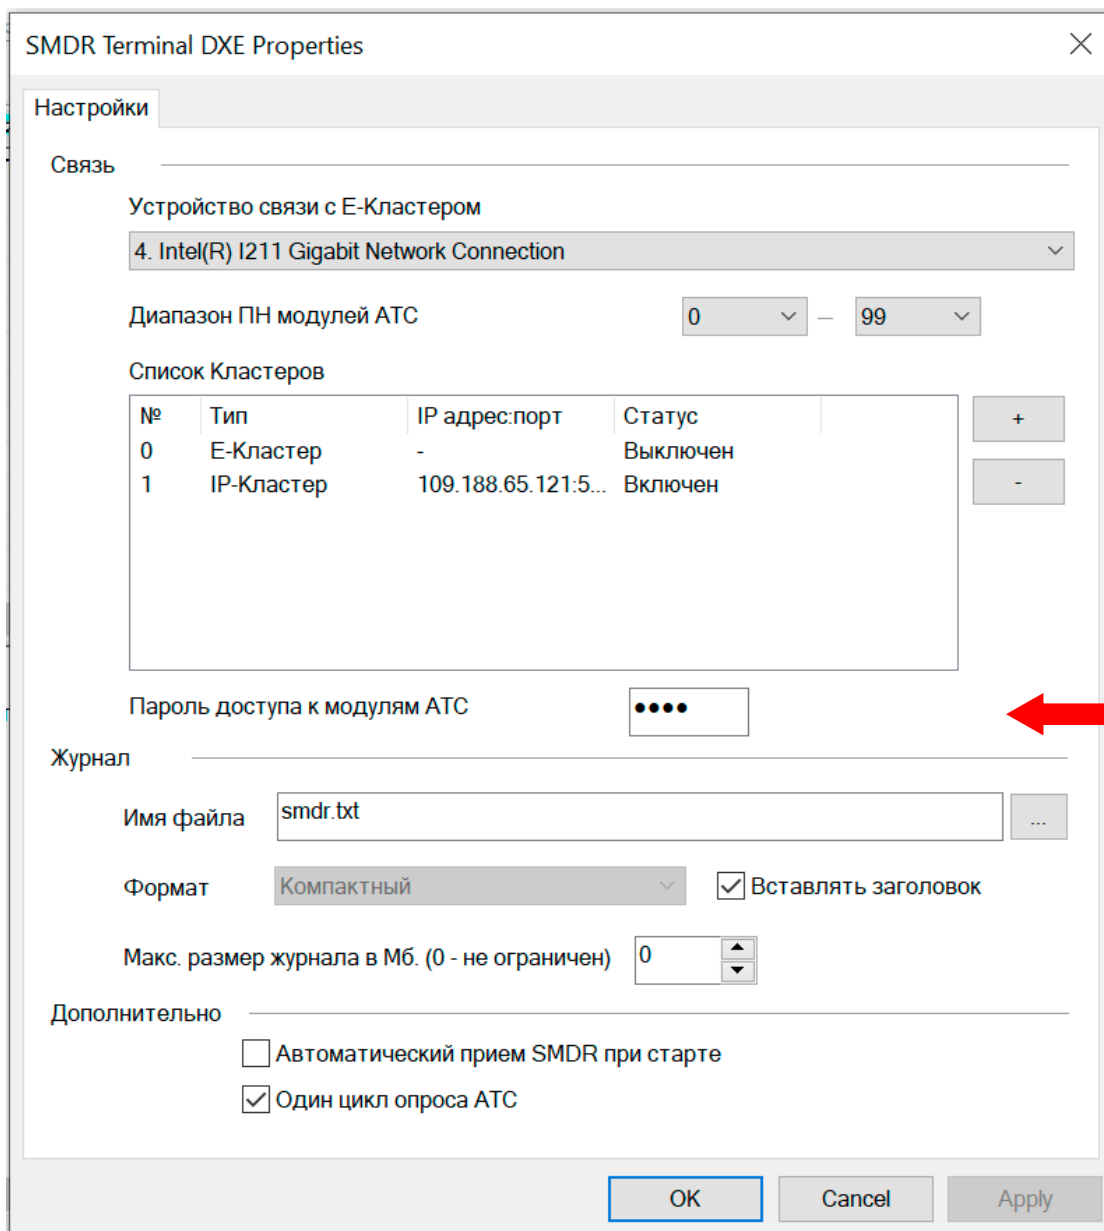 SMDR Terminal DXE Properties
Настройки
Связь
Устройство связи с Е-Кластером
4. Intel(R) I211 Gigabit Network Connection
Диапазон ПН модулей АТС 0 – 99
Список Кластеров
№ Тип IP адрес:порт Статус
0 Е-Кластер - Выключен
1 IP-Кластер 109.188.65.121:5... Включен
+
-
Пароль доступа к модулям АТС ••••
Журнал
Имя файла smdr.txt ...
Формат Компактный Вставлять заголовок
Макс. размер журнала в Мб. (0 - не ограничен) 0
Дополнительно
Автоматический прием SMDR при старте
Один цикл опроса АТС
OK Cancel Apply